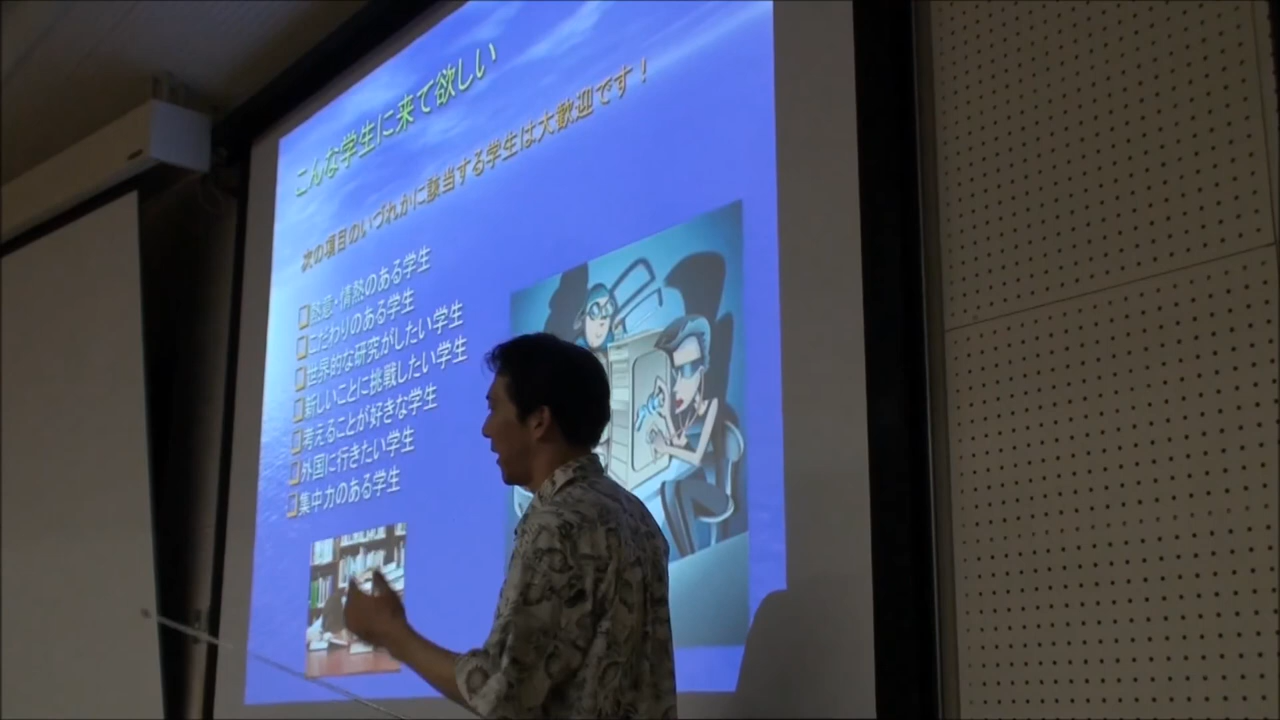 こんな学生に来て欲しい
次の項目のいづれかに該当する学生は大歓迎です！
熱意・情熱のある学生
こだわりのある学生
世界的な研究がしたい学生
新しいことに挑戦したい学生
考えることが好きな学生
外国に行きたい学生
集中力のある学生